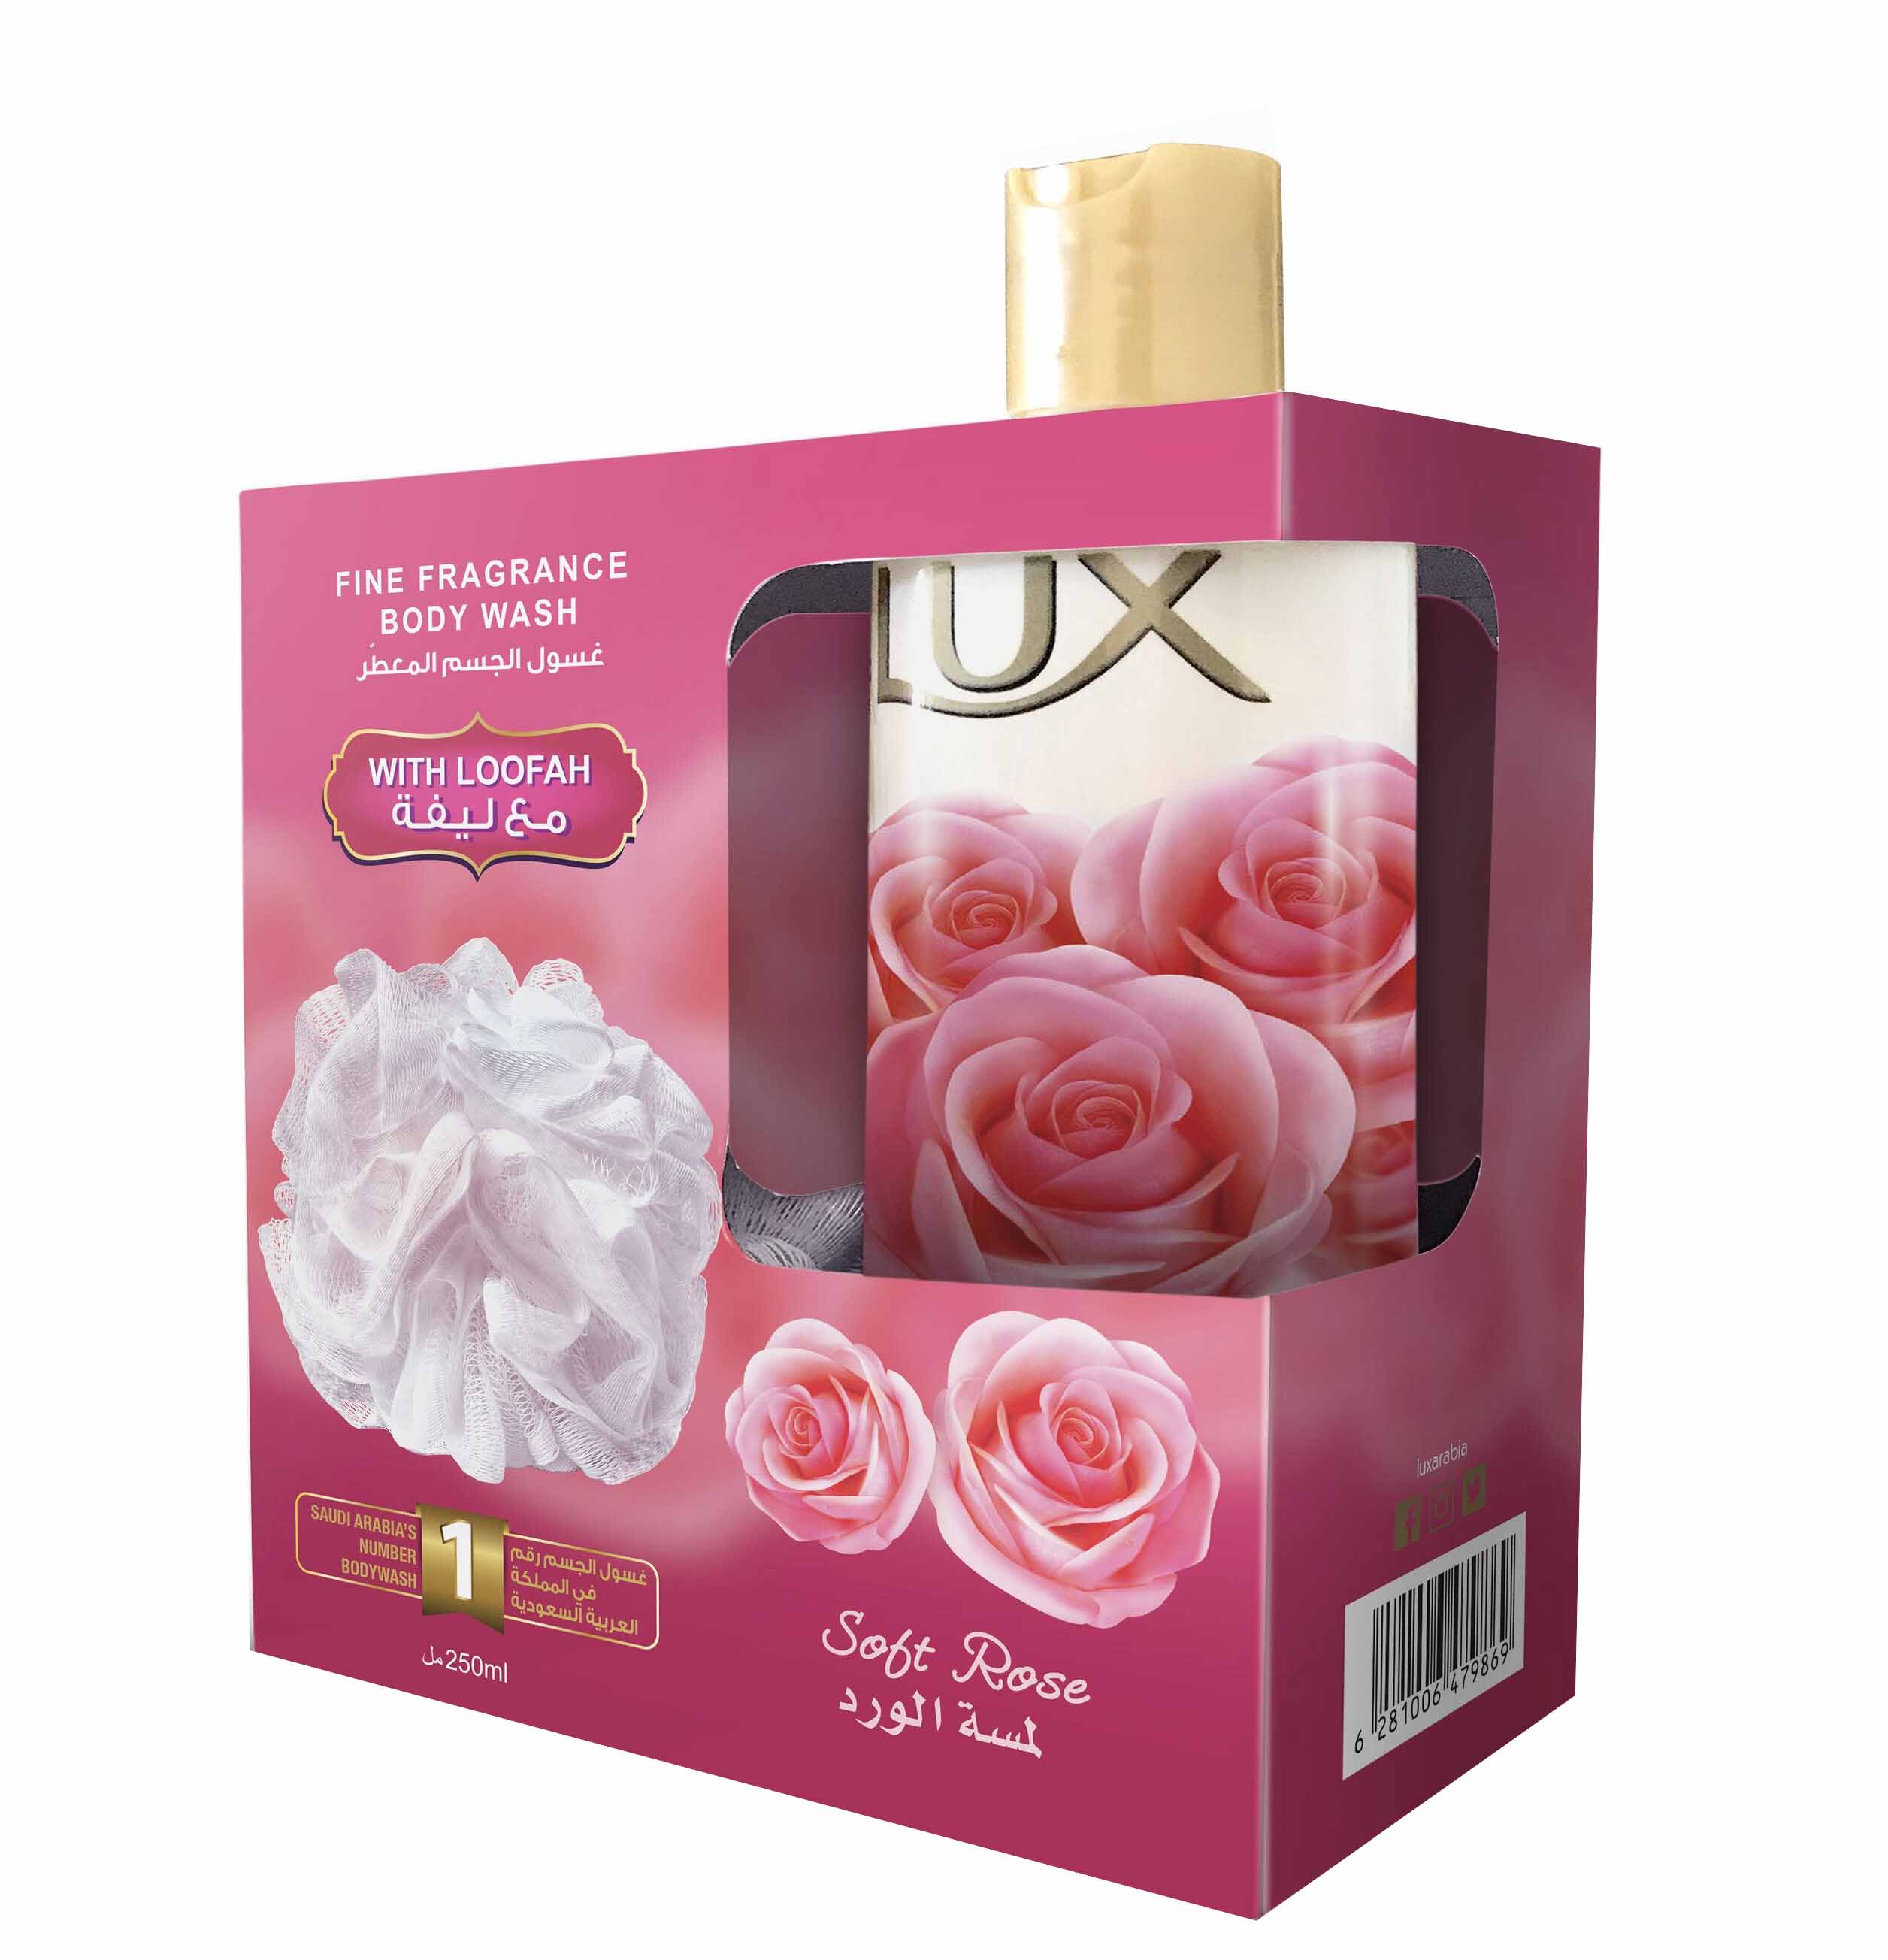 FINE FRAGRANCE
BODY WASH
غسول الجسم المعطّر
WITH LOOFAH
مع ليفة
LUX
SAUDI ARABIA'S
NUMBER
BODYWASH
1
غسول الجسم رقم
في المملكة
العربية السعودية
250ml مل
Soft Rose
لمسة الورد
luxarabia
6 281006 479869